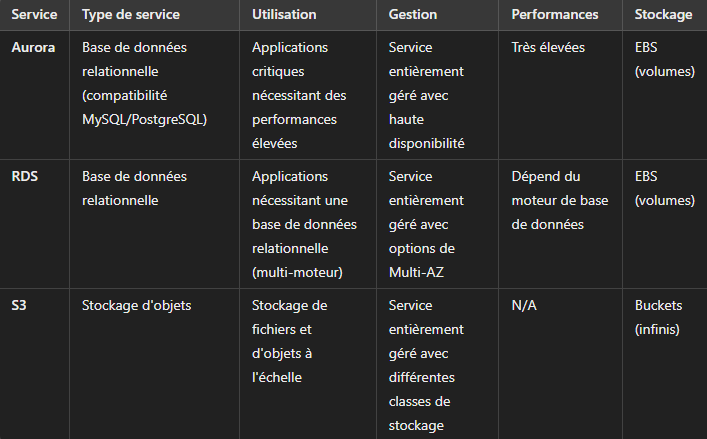 Service Type de service Utilisation Gestion Performances Stockage
Aurora Base de données Applications Service Très élevées EBS
relationnelle critiques entièrement (volumes)
(compatibilité nécessitant des géré avec
MySQL/PostgreSQL) performances haute
élevées disponibilité
RDS Base de données Applications Service Dépend du EBS
relationnelle nécessitant une entièrement moteur de base (volumes)
base de données géré avec de données
relationnelle options de
(multi-moteur) Multi-AZ
S3 Stockage d'objets Stockage de Service N/A Buckets
fichiers et entièrement (infinis)
d'objets à géré avec
l'échelle différentes
classes de
stockage